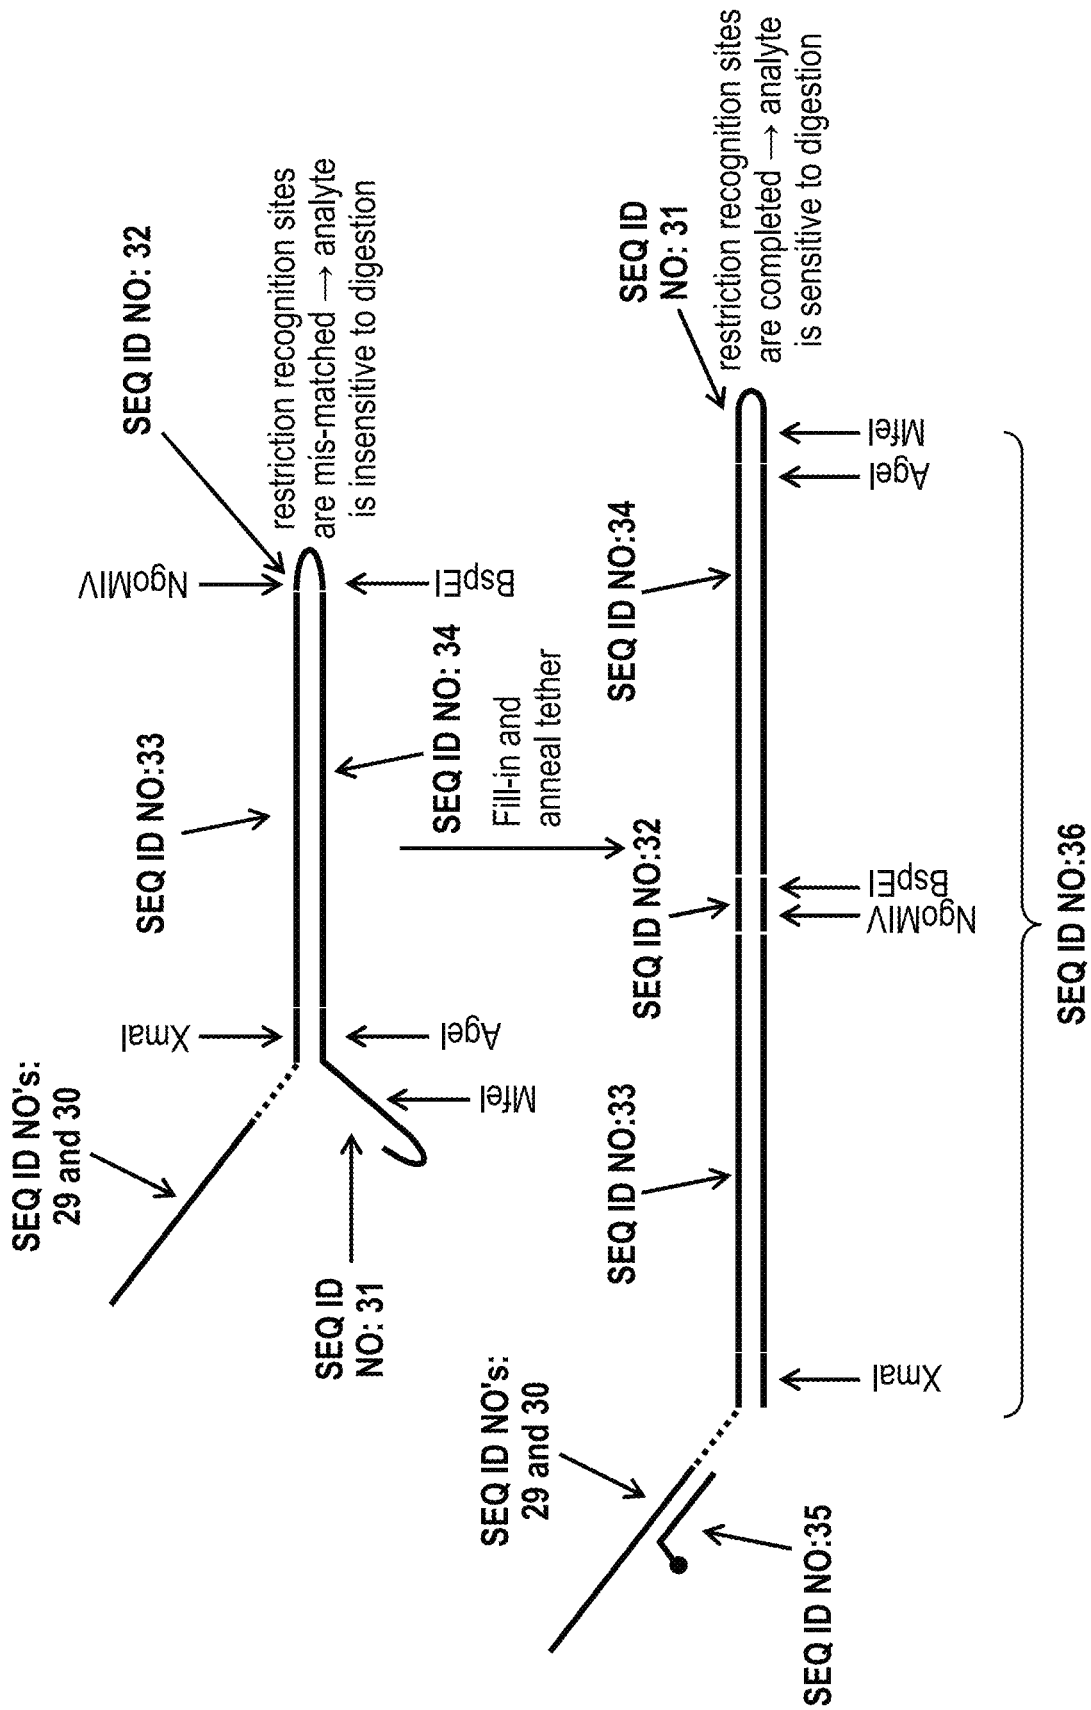 SEQ ID NO's:
29 and 30
XmaI
SEQ ID NO:33
NgoMIV
SEQ ID NO: 32
restriction recognition sites
are mis-matched → analyte
is insensitive to digestion
SEQ ID
NO: 31
MfeI
AgeI
SEQ ID NO: 34
BspEI
Fill-in and
anneal tether
SEQ ID NO's:
29 and 30
SEQ ID NO:35
XmaI
SEQ ID NO:33
SEQ ID NO:32
NgoMIV
BspEI
SEQ ID NO:34
AgeI
MfeI
SEQ ID
NO: 31
restriction recognition sites
are completed → analyte
is sensitive to digestion
SEQ ID NO:36